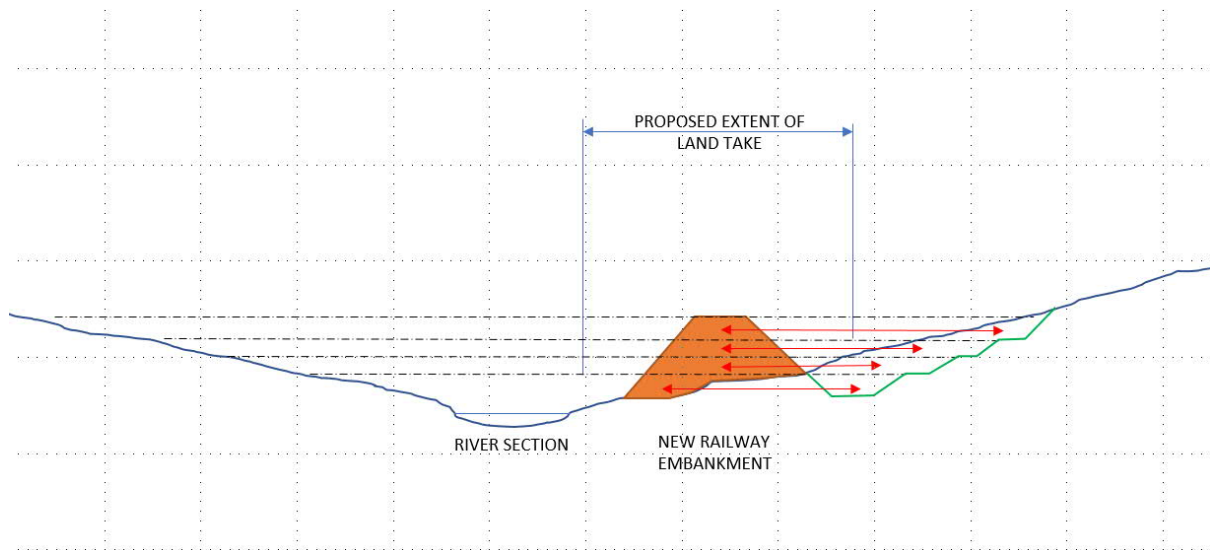 PROPOSED EXTENT OF
LAND TAKE
RIVER SECTION
NEW RAILWAY
EMBANKMENT